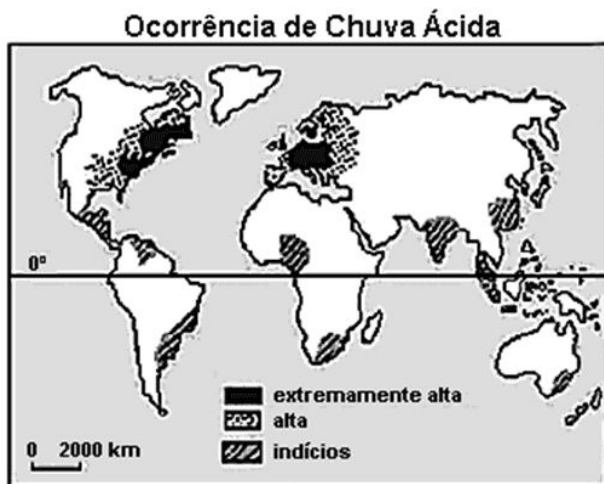 Ocorrência de Chuva Ácida
0°
extremamente alta
alta
indícios
0 2000 km